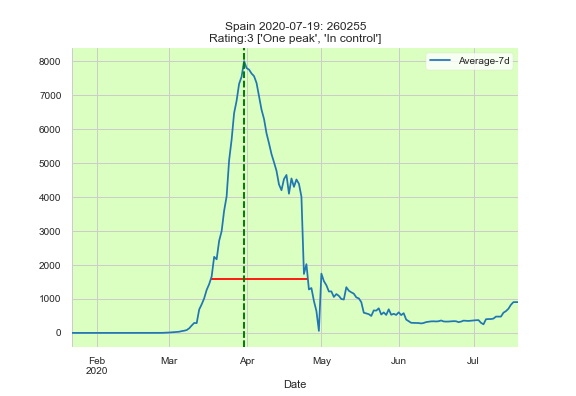 Spain 2020-07-19: 260255
Rating:3 ['One peak', 'In control']
Average-7d
8000
7000
6000
5000
4000
3000
2000
1000
0
Feb Mar Apr May Jun Jul
2020
Date